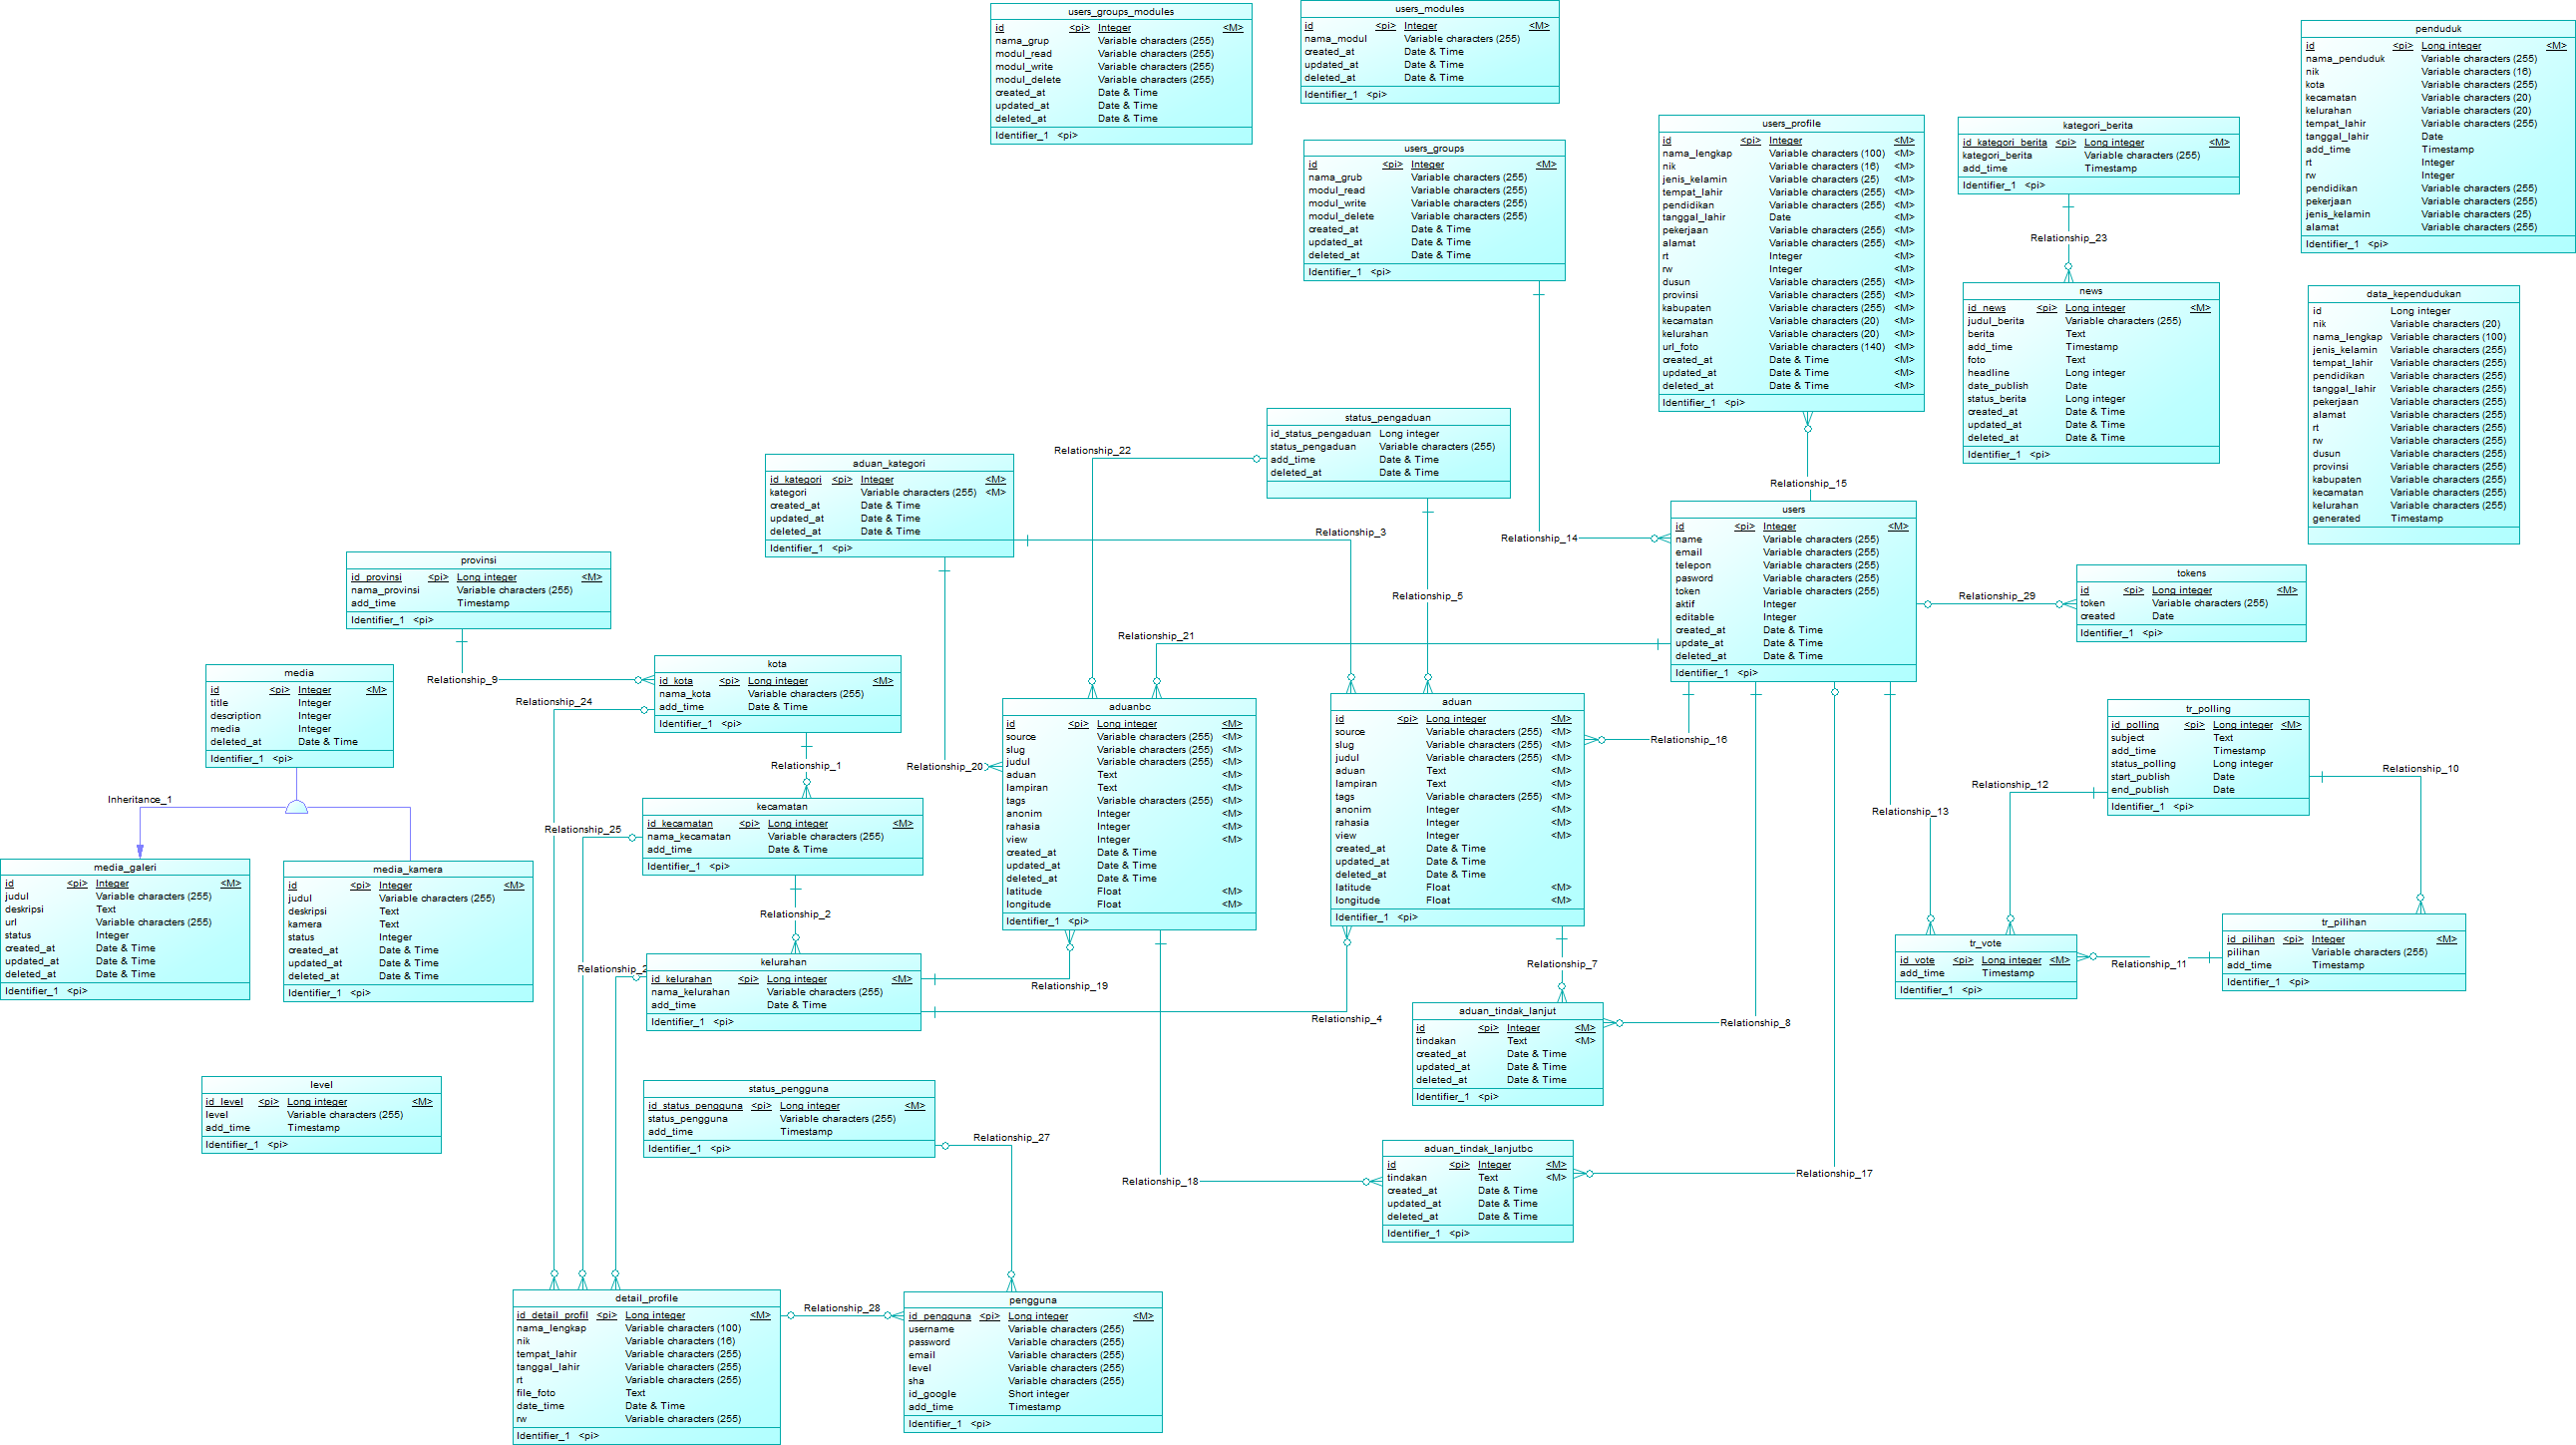 users_groups_modules
id <pi> Integer <M>
nama_grup Variable characters (255)
modul_read Variable characters (255)
modul_write Variable characters (255)
modul_delete Variable characters (255)
created_at Date & Time
updated_at Date & Time
deleted_at Date & Time
Identifier_1 <pi>
users_modules
id <pi> Integer <M>
nama_modul Variable characters (255)
created_at Date & Time
updated_at Date & Time
deleted_at Date & Time
Identifier_1 <pi>
penduduk
id <pi> Long integer <M>
nama_penduduk Variable characters (255)
nik Variable characters (16)
kota Variable characters (255)
kecamatan Variable characters (20)
kelurahan Variable characters (20)
tempat_lahir Variable characters (255)
tanggal_lahir Date
add_time Timestamp
rt Integer
rw Integer
pendidikan Variable characters (255)
pekerjaan Variable characters (255)
jenis_kelamin Variable characters (25)
alamat Variable characters (255)
Identifier_1 <pi>
users_groups
id <pi> Integer <M>
nama_grub Variable characters (255)
modul_read Variable characters (255)
modul_write Variable characters (255)
modul_delete Variable characters (255)
created_at Date & Time
updated_at Date & Time
deleted_at Date & Time
Identifier_1 <pi>
users_profile
id <pi> Integer <M>
nama_lengkap Variable characters (100) <M>
nik Variable characters (16) <M>
jenis_kelamin Variable characters (25) <M>
tempat_lahir Variable characters (255) <M>
pendidikan Variable characters (255) <M>
tanggal_lahir Date <M>
pekerjaan Variable characters (255) <M>
alamat Variable characters (255) <M>
rt Integer <M>
rw Integer <M>
dusun Variable characters (255) <M>
provinsi Variable characters (255) <M>
kabupaten Variable characters (255) <M>
kecamatan Variable characters (20) <M>
kelurahan Variable characters (20) <M>
url_foto Variable characters (140) <M>
created_at Date & Time <M>
updated_at Date & Time <M>
deleted_at Date & Time <M>
Identifier_1 <pi>
kategori_berita
id_kategori_berita <pi> Long integer <M>
kategori_berita Variable characters (255)
add_time Timestamp
Identifier_1 <pi>
Relationship_23
news
id_news <pi> Long integer <M>
judul_berita Variable characters (255)
berita Text
add_time Timestamp
foto Text
headline Long integer
date_publish Date
status_berita Long integer
created_at Date & Time
updated_at Date & Time
deleted_at Date & Time
Identifier_1 <pi>
data_kependudukan
id Long integer
nik Variable characters (20)
nama_lengkap Variable characters (100)
jenis_kelamin Variable characters (255)
tempat_lahir Variable characters (255)
pendidikan Variable characters (255)
tanggal_lahir Variable characters (255)
pekerjaan Variable characters (255)
alamat Variable characters (255)
rt Variable characters (255)
rw Variable characters (255)
dusun Variable characters (255)
provinsi Variable characters (255)
kabupaten Variable characters (255)
kecamatan Variable characters (255)
kelurahan Variable characters (255)
generated Timestamp
status_pengaduan
id_status_pengaduan Long integer
status_pengaduan Variable characters (255)
add_time Date & Time
deleted_at Date & Time
Relationship_22
aduan_kategori
id_kategori <pi> Integer <M>
kategori Variable characters (255) <M>
created_at Date & Time
updated_at Date & Time
deleted_at Date & Time
Identifier_1 <pi>
Relationship_3
Relationship_14
Relationship_15
users
id <pi> Integer <M>
name Variable characters (255)
email Variable characters (255)
telepon Variable characters (255)
pasword Variable characters (255)
token Variable characters (255)
aktif Integer
editable Integer
created_at Date & Time
update_at Date & Time
deleted_at Date & Time
Identifier_1 <pi>
Relationship_29
tokens
id <pi> Long integer <M>
token Variable characters (255)
created Date
Identifier_1 <pi>
provinsi
id_provinsi <pi> Long integer <M>
nama_provinsi Variable characters (255)
add_time Timestamp
Identifier_1 <pi>
Relationship_5
Relationship_21
media
id <pi> Integer <M>
title Integer
description Integer
media Integer
deleted_at Date & Time
Identifier_1 <pi>
Relationship_9
Relationship_24
kota
id_kota <pi> Long integer <M>
nama_kota Variable characters (255)
add_time Date & Time
Identifier_1 <pi>
Relationship_1
Relationship_20
aduanbc
id <pi> Long integer <M>
source Variable characters (255) <M>
slug Variable characters (255) <M>
judul Variable characters (255) <M>
aduan Text <M>
lampiran Text <M>
tags Variable characters (255) <M>
anonim Integer <M>
rahasia Integer <M>
view Integer <M>
created_at Date & Time
updated_at Date & Time
deleted_at Date & Time
latitude Float <M>
longitude Float <M>
Identifier_1 <pi>
aduan
id <pi> Long integer <M>
source Variable characters (255) <M>
slug Variable characters (255) <M>
judul Variable characters (255) <M>
aduan Text <M>
lampiran Text <M>
tags Variable characters (255) <M>
anonim Integer <M>
rahasia Integer <M>
view Integer <M>
created_at Date & Time
updated_at Date & Time
deleted_at Date & Time
latitude Float <M>
longitude Float <M>
Identifier_1 <pi>
Relationship_16
tr_polling
id_polling <pi> Long integer <M>
subject Text
add_time Timestamp
status_polling Long integer
start_publish Date
end_publish Date
Identifier_1 <pi>
Relationship_10
Relationship_12
Relationship_13
Inheritance_1
Relationship_25
kecamatan
id_kecamatan <pi> Long integer <M>
nama_kecamatan Variable characters (255)
add_time Date & Time
Identifier_1 <pi>
Relationship_2
media_galeri
id <pi> Integer <M>
judul Variable characters (255)
deskripsi Text
url Variable characters (255)
status Integer
created_at Date & Time
updated_at Date & Time
deleted_at Date & Time
Identifier_1 <pi>
media_kamera
id <pi> Integer <M>
judul Variable characters (255)
deskripsi Text
kamera Text
status Integer
created_at Date & Time
updated_at Date & Time
deleted_at Date & Time
Identifier_1 <pi>
kelurahan
id_kelurahan <pi> Long integer <M>
nama_kelurahan Variable characters (255)
add_time Date & Time
Identifier_1 <pi>
Relationship_19
Relationship_4
Relationship_7
tr_vote
id_vote <pi> Long integer <M>
add_time Timestamp
Identifier_1 <pi>
Relationship_11
tr_pilihan
id_pilihan <pi> Integer <M>
pilihan Variable characters (255)
add_time Timestamp
Identifier_1 <pi>
aduan_tindak_lanjut
id <pi> Integer <M>
tindakan Text <M>
created_at Date & Time
updated_at Date & Time
deleted_at Date & Time
Identifier_1 <pi>
Relationship_8
level
id_level <pi> Long integer <M>
level Variable characters (255)
add_time Timestamp
Identifier_1 <pi>
status_pengguna
id_status_pengguna <pi> Long integer <M>
status_pengguna Variable characters (255)
add_time Timestamp
Identifier_1 <pi>
Relationship_27
Relationship_18
aduan_tindak_lanjutbc
id <pi> Integer <M>
tindakan Text <M>
created_at Date & Time
updated_at Date & Time
deleted_at Date & Time
Identifier_1 <pi>
Relationship_17
detail_profile
id_detail_profil <pi> Long integer <M>
nama_lengkap Variable characters (100)
nik Variable characters (16)
tempat_lahir Variable characters (255)
tanggal_lahir Variable characters (255)
rt Variable characters (255)
file_foto Text
date_time Date & Time
rw Variable characters (255)
Identifier_1 <pi>
Relationship_28
pengguna
id_pengguna <pi> Long integer <M>
username Variable characters (255)
password Variable characters (255)
email Variable characters (255)
level Variable characters (255)
sha Variable characters (255)
id_google Short integer
add_time Timestamp
Identifier_1 <pi>